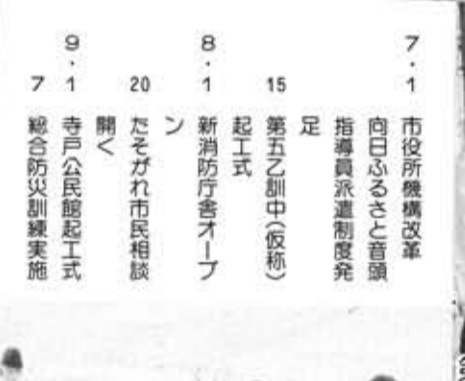 7・1 市役所機構改革
向日ふるさと音頭
指導員派遣制度発
足
15 第五乙訓中(仮称)
起工式
8・1 新消防庁舎オープ
ン
20 たそがれ市民相談
開く
9・1 寺戸公民館起工式
7 総合防災訓練実施